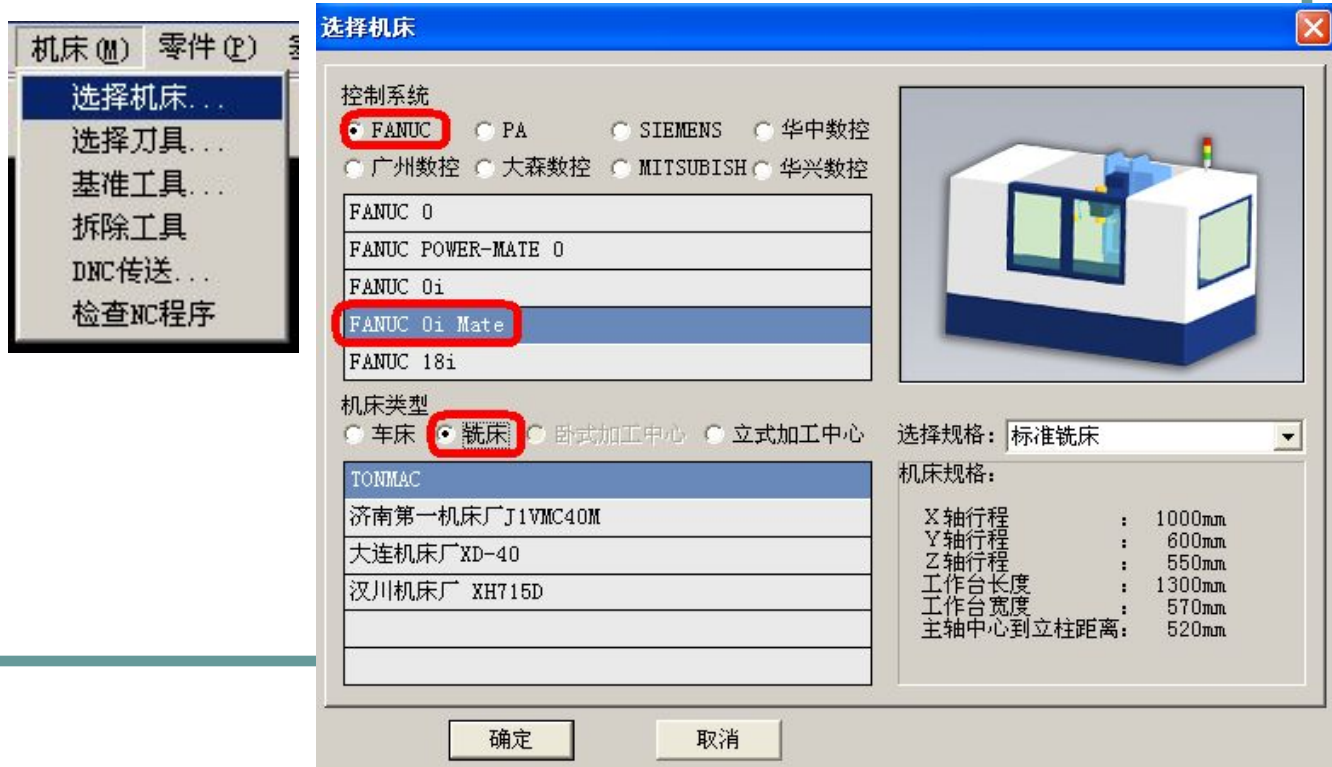 机床(M) 零件(P)
选择机床...
选择刀具...
基准工具...
拆除工具
DNC传送...
检查NC程序
选择机床
控制系统
FANUC PA SIEMENS 华中数控
广州数控 大森数控 MITSUBISH 华兴数控
FANUC 0
FANUC POWER-MATE 0
FANUC 0i
FANUC 0i Mate
FANUC 18i
机床类型
车床 铣床 卧式加工中心 立式加工中心
TONMAC
济南第一机床厂J1VMC40M
大连机床厂XD-40
汉川机床厂 XH715D
选择规格: 标准铣床
机床规格:
X轴行程 : 1000mm
Y轴行程 : 600mm
Z轴行程 : 550mm
工作台长度 : 1300mm
工作台宽度 : 570mm
主轴中心到立柱距离: 520mm
确定 取消